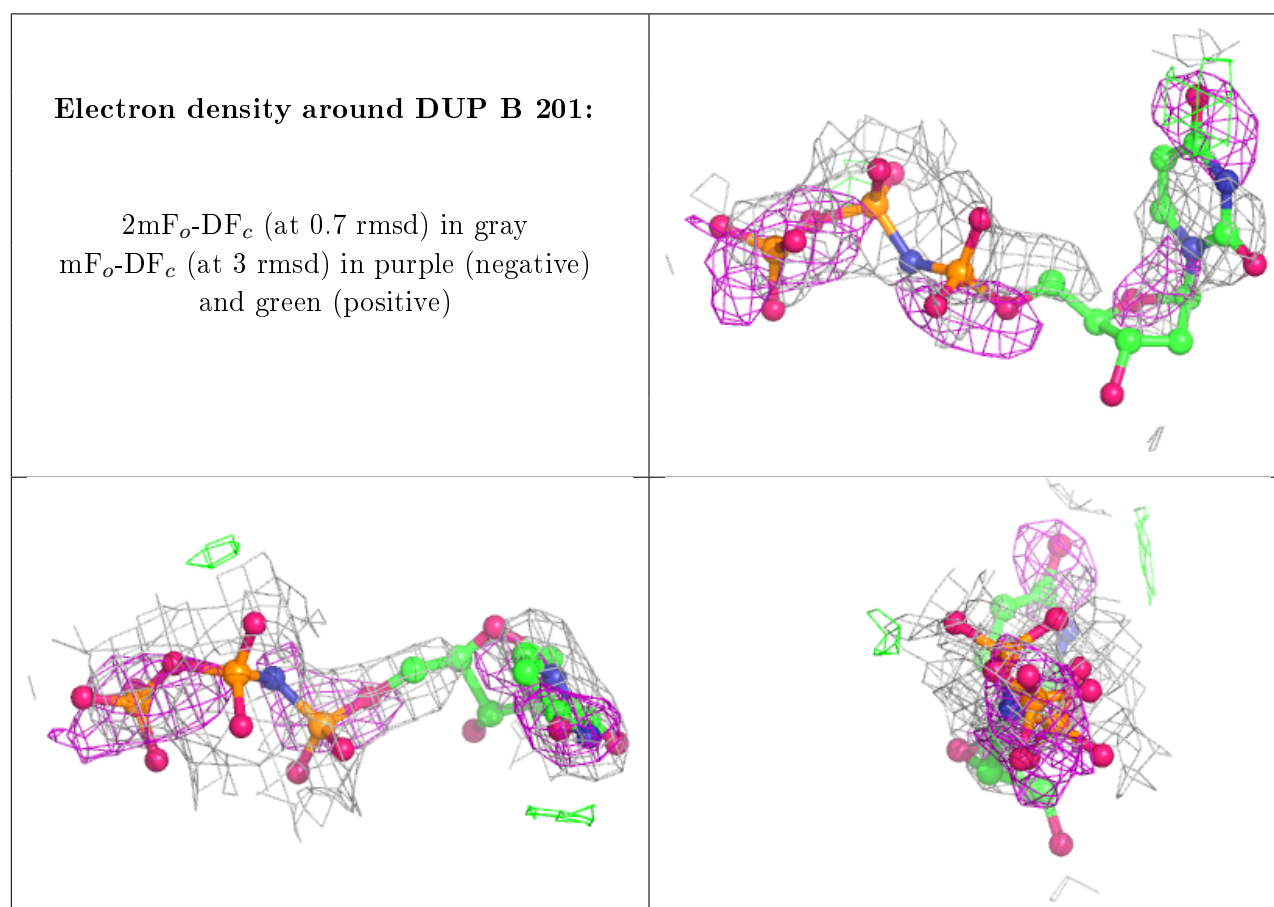 Electron density around DUP B 201:
2mFo-DFc (at 0.7 rmsd) in gray
mFo-DFc (at 3 rmsd) in purple (negative)
and green (positive)